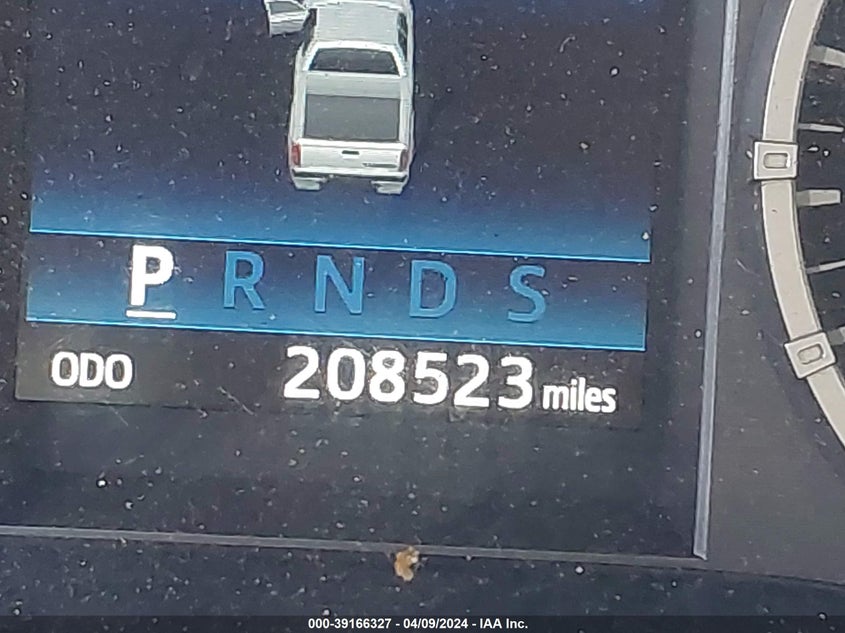 P R N D S
ODO 208523 miles
000-39166327 - 04/09/2024 - IAA Inc.